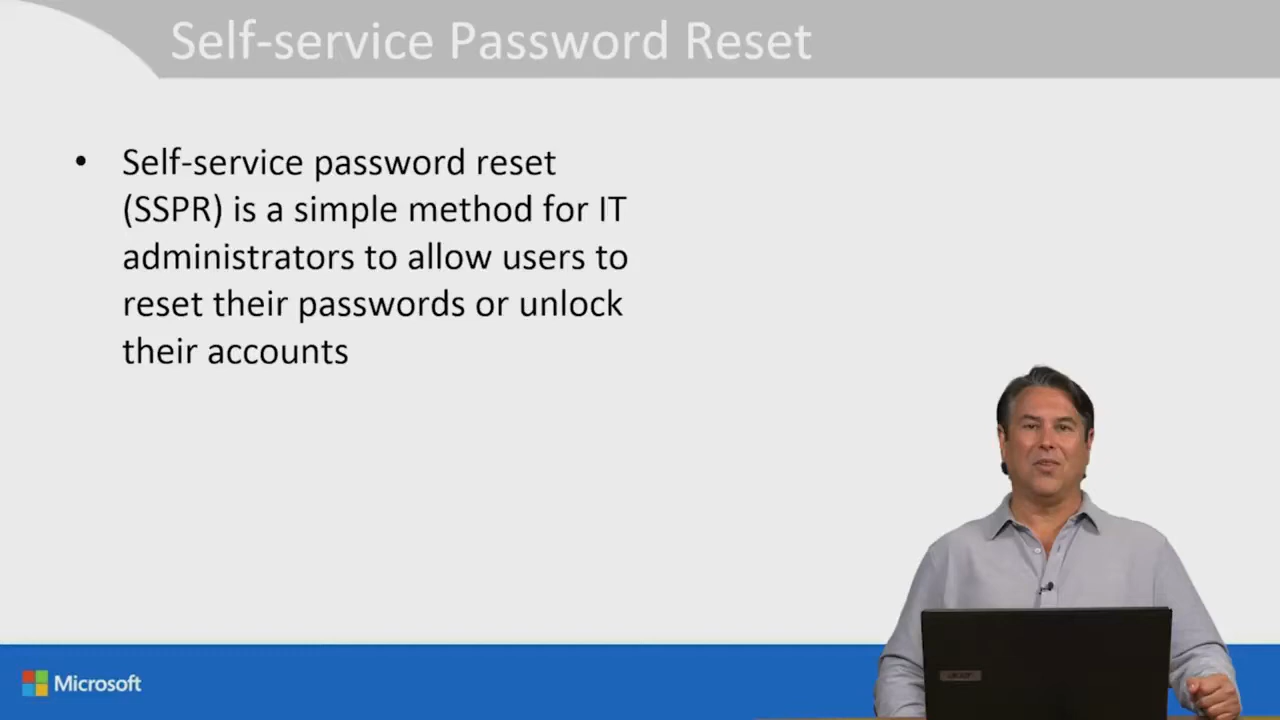 Self-service Password Reset
• Self-service password reset
(SSPR) is a simple method for IT
administrators to allow users to
reset their passwords or unlock
their accounts
Microsoft
acer